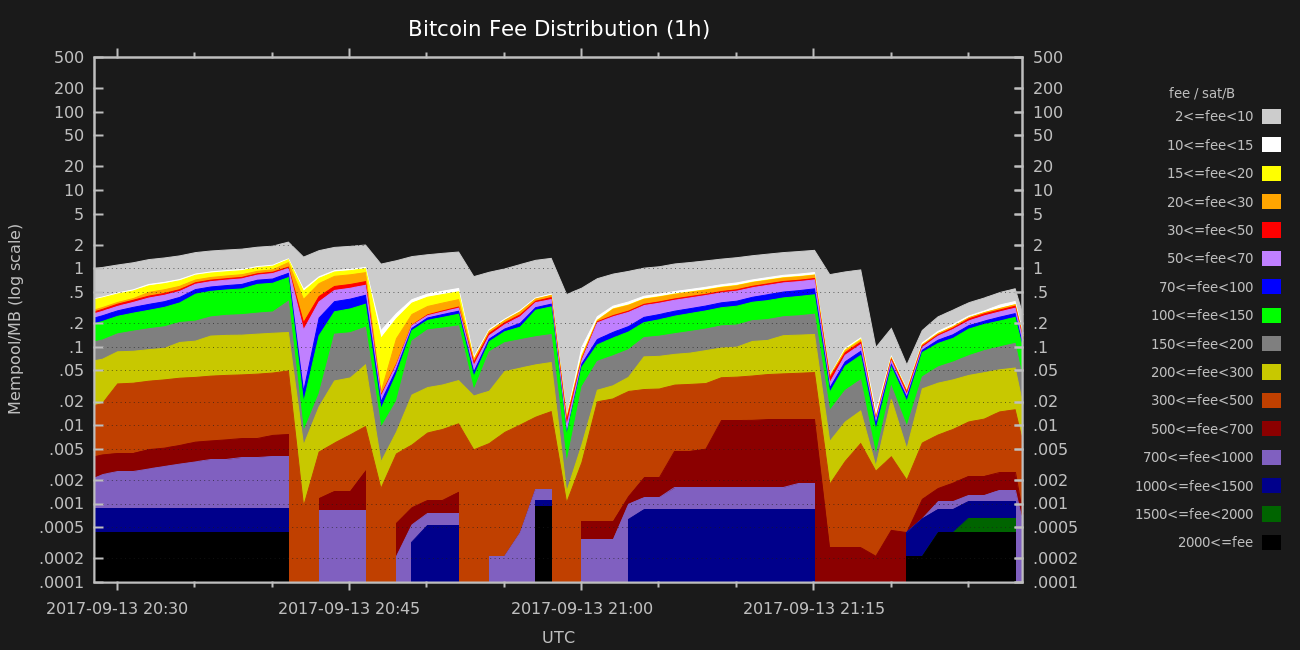 Bitcoin Fee Distribution (1h)
Mempool/MB (log scale)
500
200
100
50
20
10
5
2
1
.5
.2
.1
.05
.02
.01
.005
.002
.001
.0005
.0002
.0001
500
200
100
50
20
10
5
2
1
.5
.2
.1
.05
.02
.01
.005
.002
.001
.0005
.0002
.0001
2017-09-13 20:30
2017-09-13 20:45
2017-09-13 21:00
2017-09-13 21:15
UTC
fee / sat/B
2<=fee<10
10<=fee<15
15<=fee<20
20<=fee<30
30<=fee<50
50<=fee<70
70<=fee<100
100<=fee<150
150<=fee<200
200<=fee<300
300<=fee<500
500<=fee<700
700<=fee<1000
1000<=fee<1500
1500<=fee<2000
2000<=fee